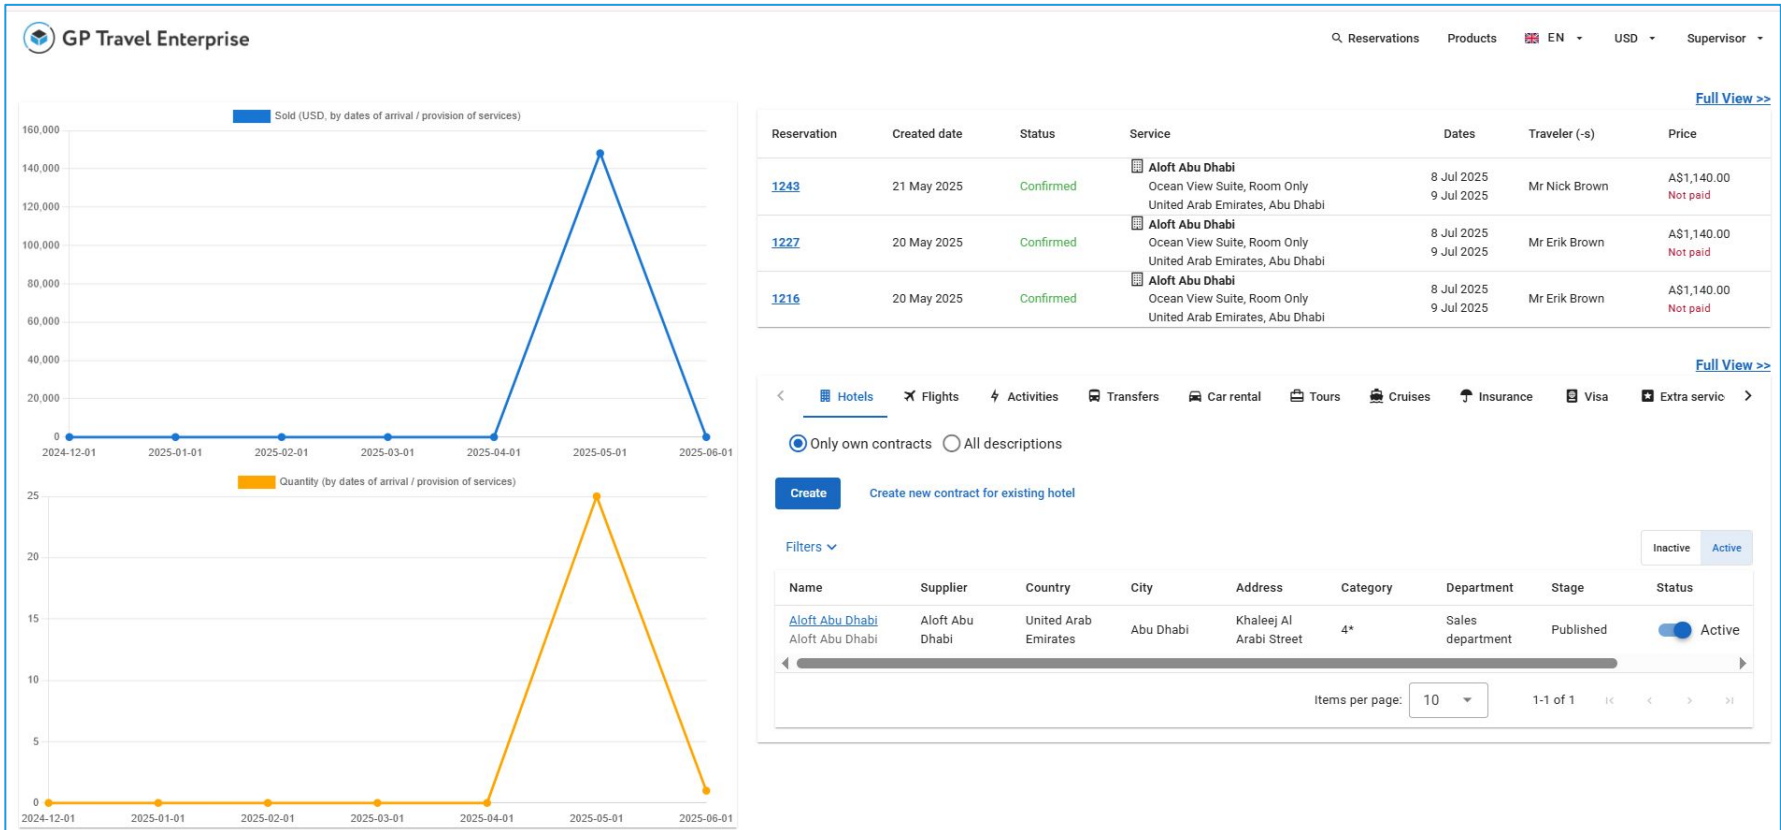 GP Travel Enterprise
Reservations Products EN USD Supervisor
Sold (USD, by dates of arrival / provision of services)
160,000
140,000
120,000
100,000
80,000
60,000
40,000
20,000
0
2024-12-01 2025-01-01 2025-02-01 2025-03-01 2025-04-01 2025-05-01 2025-06-01
Quantity (by dates of arrival / provision of services)
25
20
15
10
5
0
2024-12-01 2025-01-01 2025-02-01 2025-03-01 2025-04-01 2025-05-01 2025-06-01
Full View >>
Reservation Created date Status Service Dates Traveler (-s) Price
Aloft Abu Dhabi
1243 21 May 2025 Confirmed Ocean View Suite, Room Only 8 Jul 2025 Mr Nick Brown A$1,140.00
United Arab Emirates, Abu Dhabi 9 Jul 2025 Not paid
Aloft Abu Dhabi
1227 20 May 2025 Confirmed Ocean View Suite, Room Only 8 Jul 2025 Mr Erik Brown A$1,140.00
United Arab Emirates, Abu Dhabi 9 Jul 2025 Not paid
Aloft Abu Dhabi
1216 20 May 2025 Confirmed Ocean View Suite, Room Only 8 Jul 2025 Mr Erik Brown A$1,140.00
United Arab Emirates, Abu Dhabi 9 Jul 2025 Not paid
Full View >>
Hotels Flights Activities Transfers Car rental Tours Cruises Insurance Visa Extra servic
Only own contracts All descriptions
Create Create new contract for existing hotel
Filters Inactive Active
Name Supplier Country City Address Category Department Stage Status
Aloft Abu Dhabi Aloft Abu United Arab Abu Dhabi Khaleej Al 4* Sales Published Active
Aloft Abu Dhabi Dhabi Emirates Arabi Street department
Items per page: 10 1-1 of 1